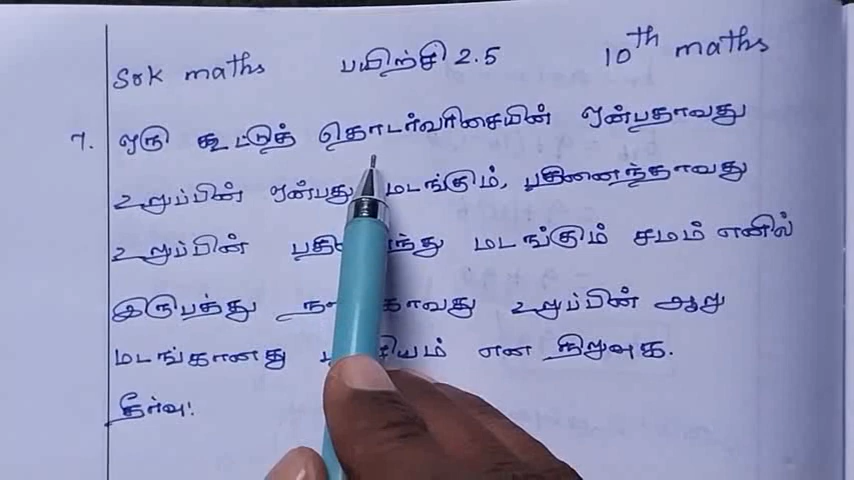 SOK maths பயிற்சி 2.5 10th maths
7. ஒரு கூட்டுத் தொடர்வரிசையின் ஒன்பதாவது
உறுப்பின் ஒன்பது மடங்கும், பதினைந்தாவது
உறுப்பின் மடங்கும் சமம் எனில்
இருபத்து உறுப்பின் ஆறு
மடங்கானது என நிறுவுக.
தீர்வு: